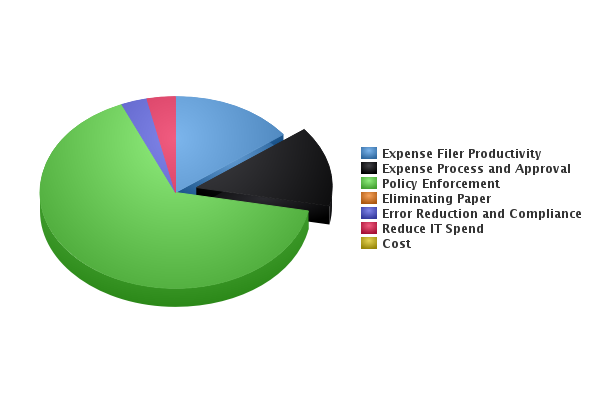 Expense Filer Productivity
Expense Process and Approval
Policy Enforcement
Eliminating Paper
Error Reduction and Compliance
Reduce IT Spend
Cost